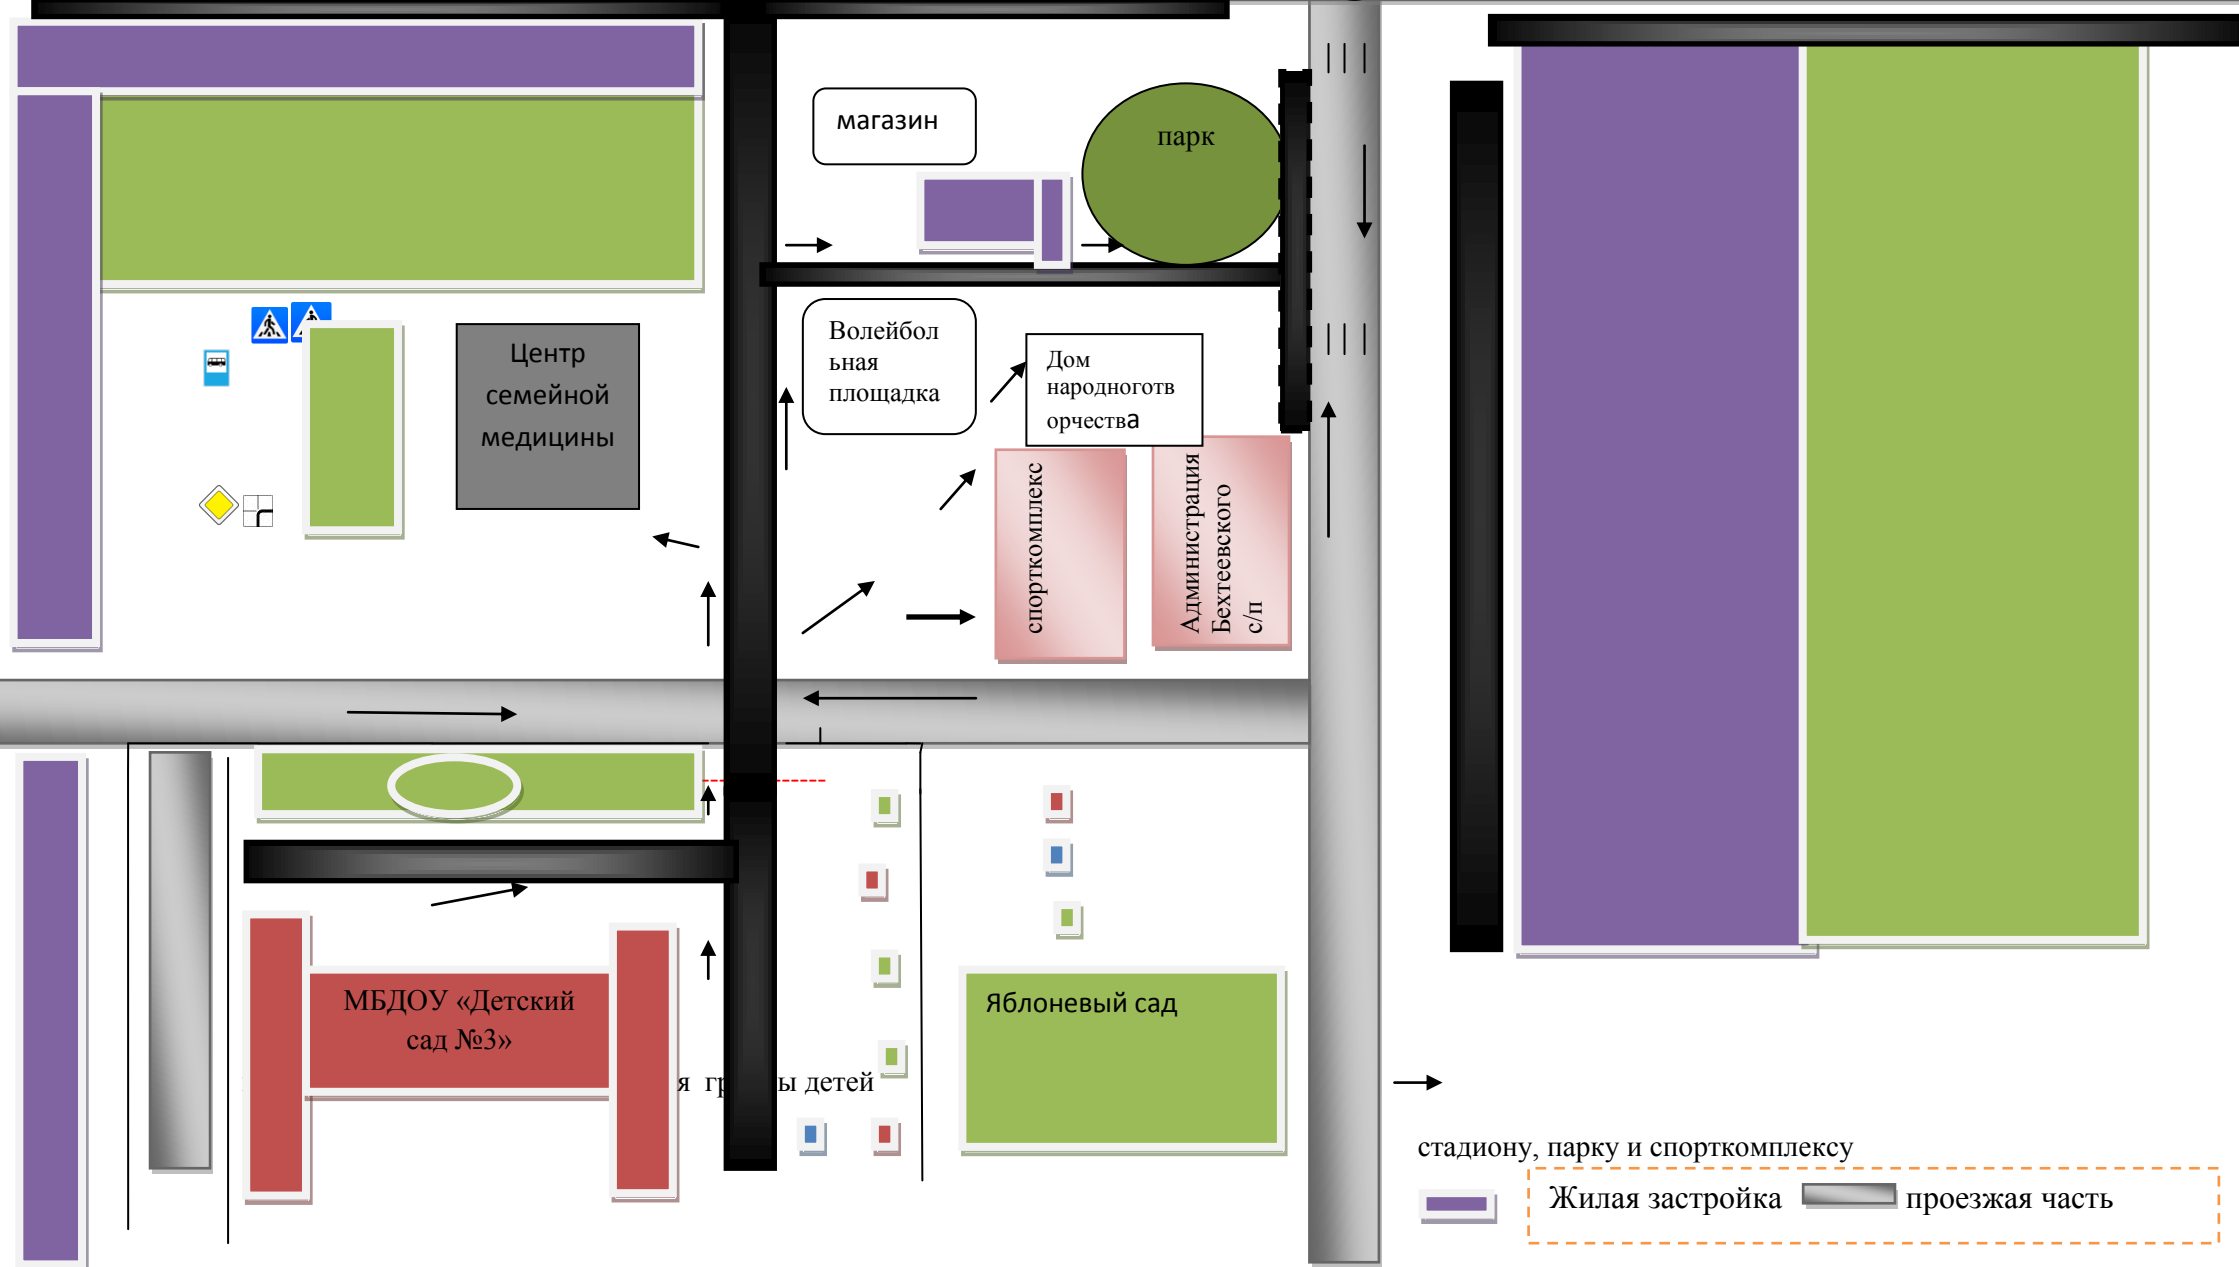 магазин
парк
Волейбол
ьная
площадка
Дом
народноготв
орчества
Центр
семейной
медицины
спорткомплекс
Администрация
Бехтеевского
с/п
МБДОУ «Детский
сад №3»
Яблоневый сад
детей
стадиону, парку и спорткомплексу
Жилая застройка
проезжая часть